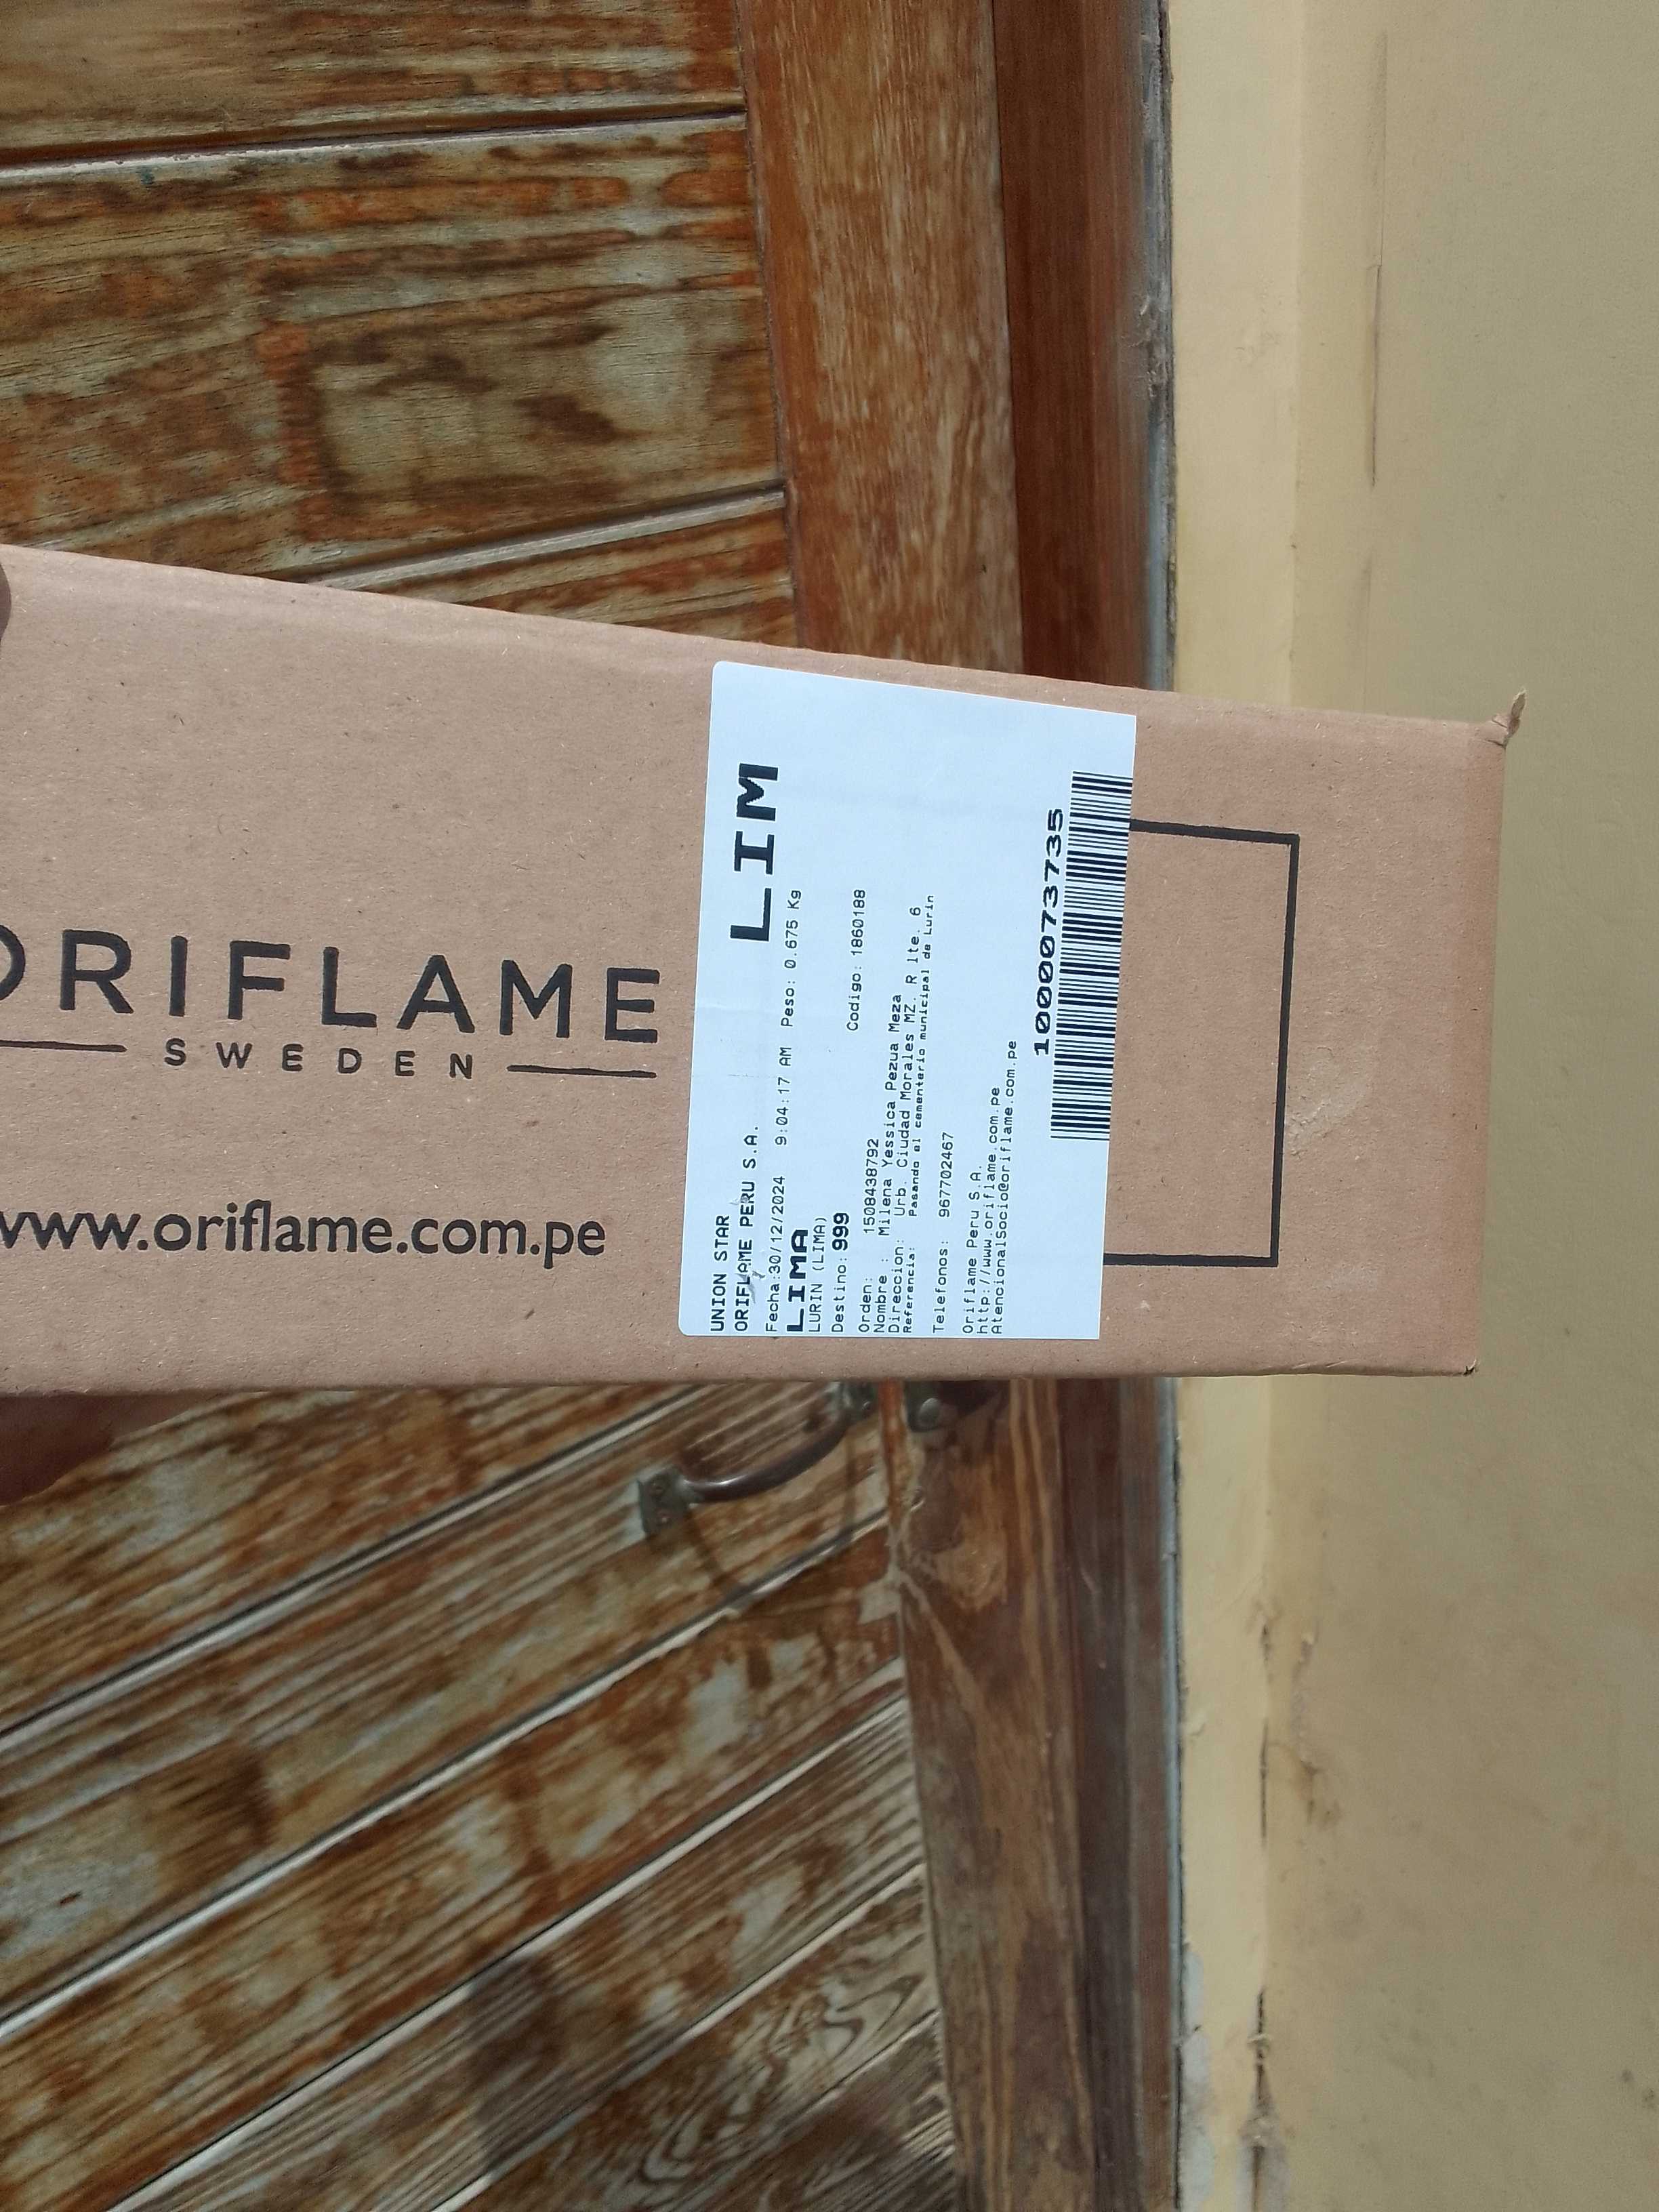 ORIFLAME
SWEDEN
www.oriflame.com.pe
UNION STAR
ORIFLAME PERU S.A.
LIM
Fecha:30/12/2024 9:04:17 AM Peso: 0.675 Kg
LIMA
LURIN (LIMA)
Destino: 999
Orden: 1508438792 Codigo: 1860188
Nombre : Milena Yessica Pezua Meza
Direccion: Urb. Ciudad Morales MZ. R lte. 6
Referencia: Pasando el cementerio municipal de Lurin
Telefonos: 967702467
Oriflame Peru S.A.
http://www.oriflame.com.pe
AtencionalSocio@oriflame.com.pe
1000073735